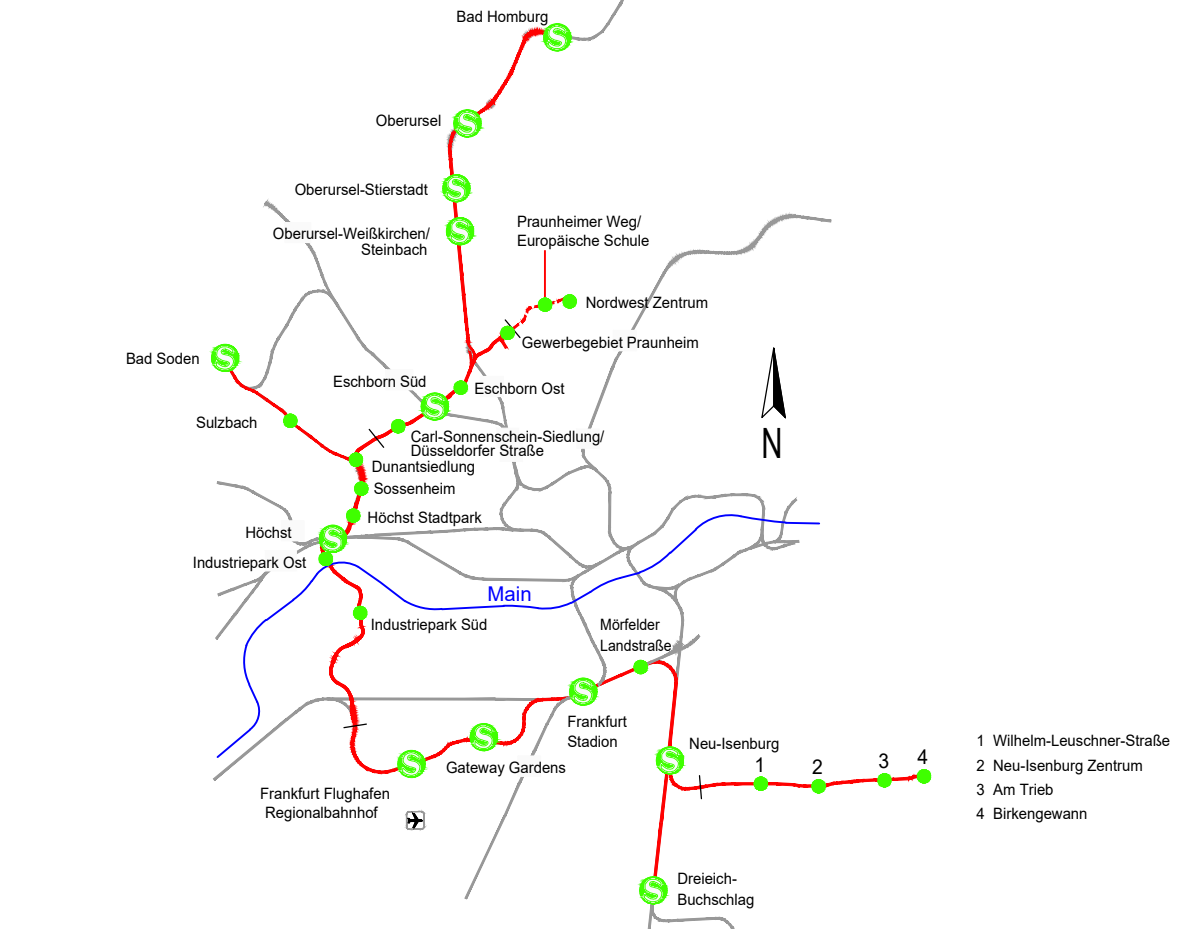 Bad Homburg
S
Oberursel
S
Oberursel-Stierstadt
S
Oberursel-Weißkirchen/
Steinbach
S
Praunheimer Weg/
Europäische Schule
Nordwest Zentrum
Gewerbegebiet Praunheim
Bad Soden
S
Eschborn Süd
S
Eschborn Ost
Sulzbach
Carl-Sonnenschein-Siedlung/
Düsseldorfer Straße
Dunantsiedlung
Sossenheim
Höchst Stadtpark
Höchst
S
Industriepark Ost
N
Main
Industriepark Süd
Mörfelder
Landstraße
S
Frankfurt
Stadion
S
Gateway Gardens
S
Frankfurt Flughafen
Regionalbahnhof
Neu-Isenburg
S
1
2
3
4
1 Wilhelm-Leuschner-Straße
2 Neu-Isenburg Zentrum
3 Am Trieb
4 Birkengewann
S
Dreieich-
Buchschlag